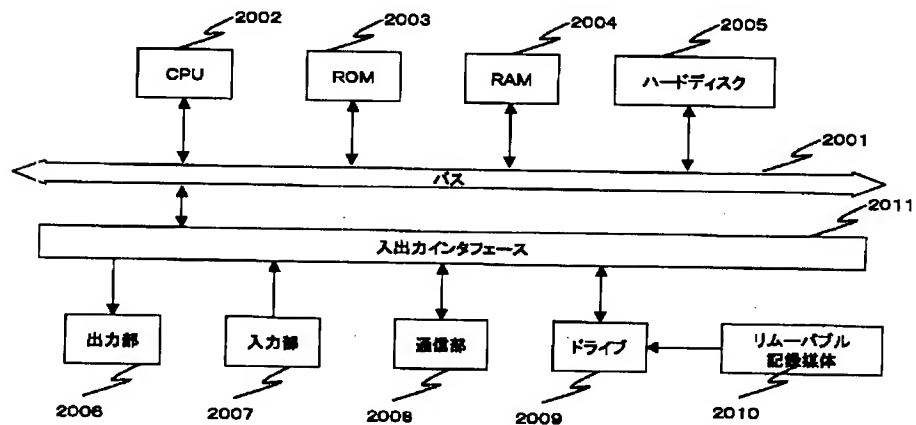 2002
2003
2004
2005
CPU
ROM
RAM
ハードディスク
2001
バス
2011
入出力インタフェース
出力部
入力部
通信部
ドライブ
リムーバブル
記録媒体
2006
2007
2008
2009
2010